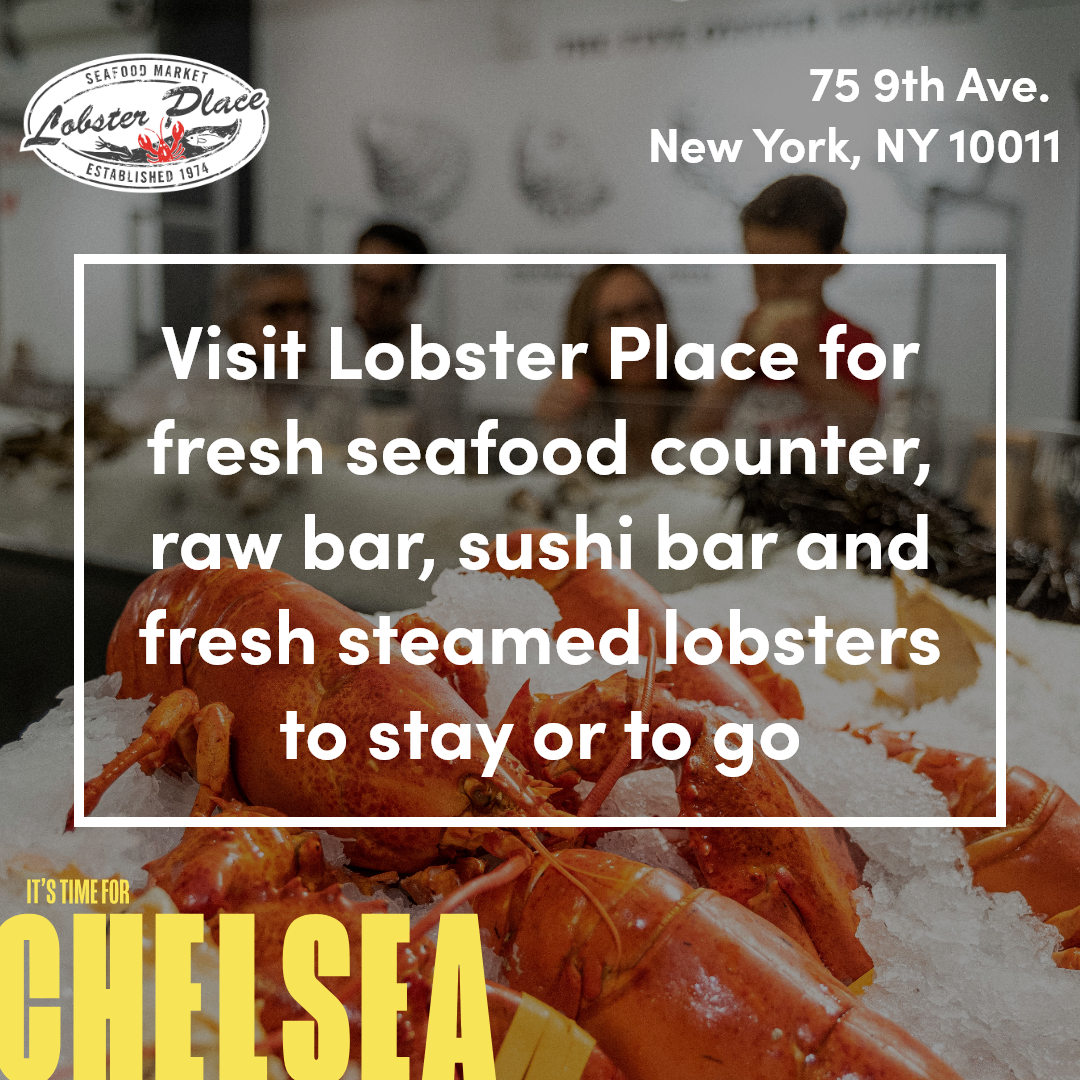 SEAFOOD MARKET
Lobster Place
ESTABLISHED 1974
75 9th Ave.
New York, NY 10011
Visit Lobster Place for
fresh seafood counter,
raw bar, sushi bar and
fresh steamed lobsters
to stay or to go
IT'S TIME FOR
CHELSEA